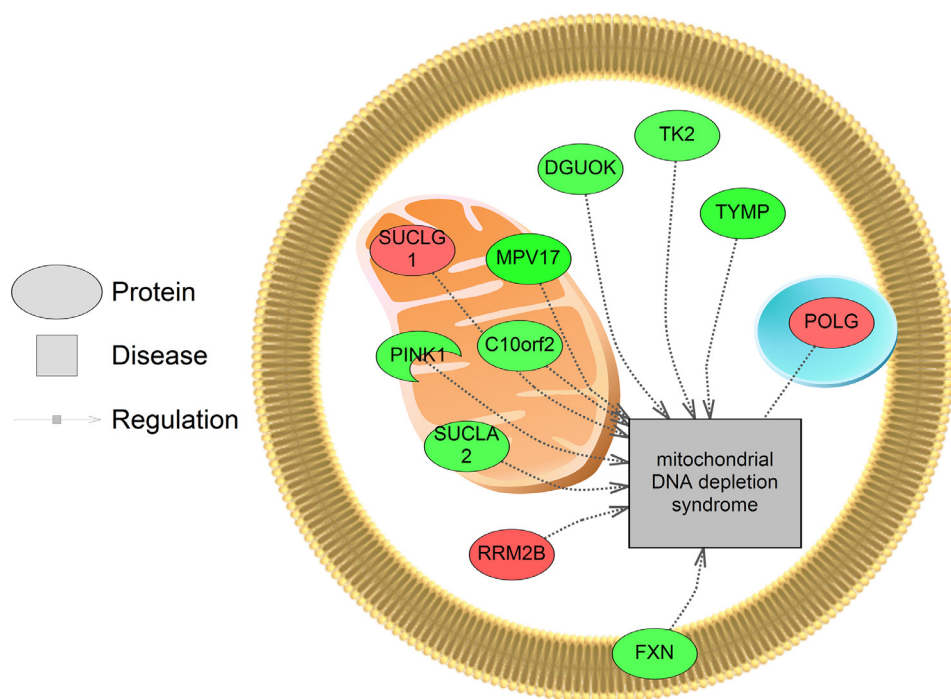 Protein
Disease
Regulation
TK2
DGUOK
TYMP
SUCLG
1
MPV17
POLG
PINK1
C10orf2
SUCLA
2
mitochondrial
DNA depletion
syndrome
RRM2B
FXN